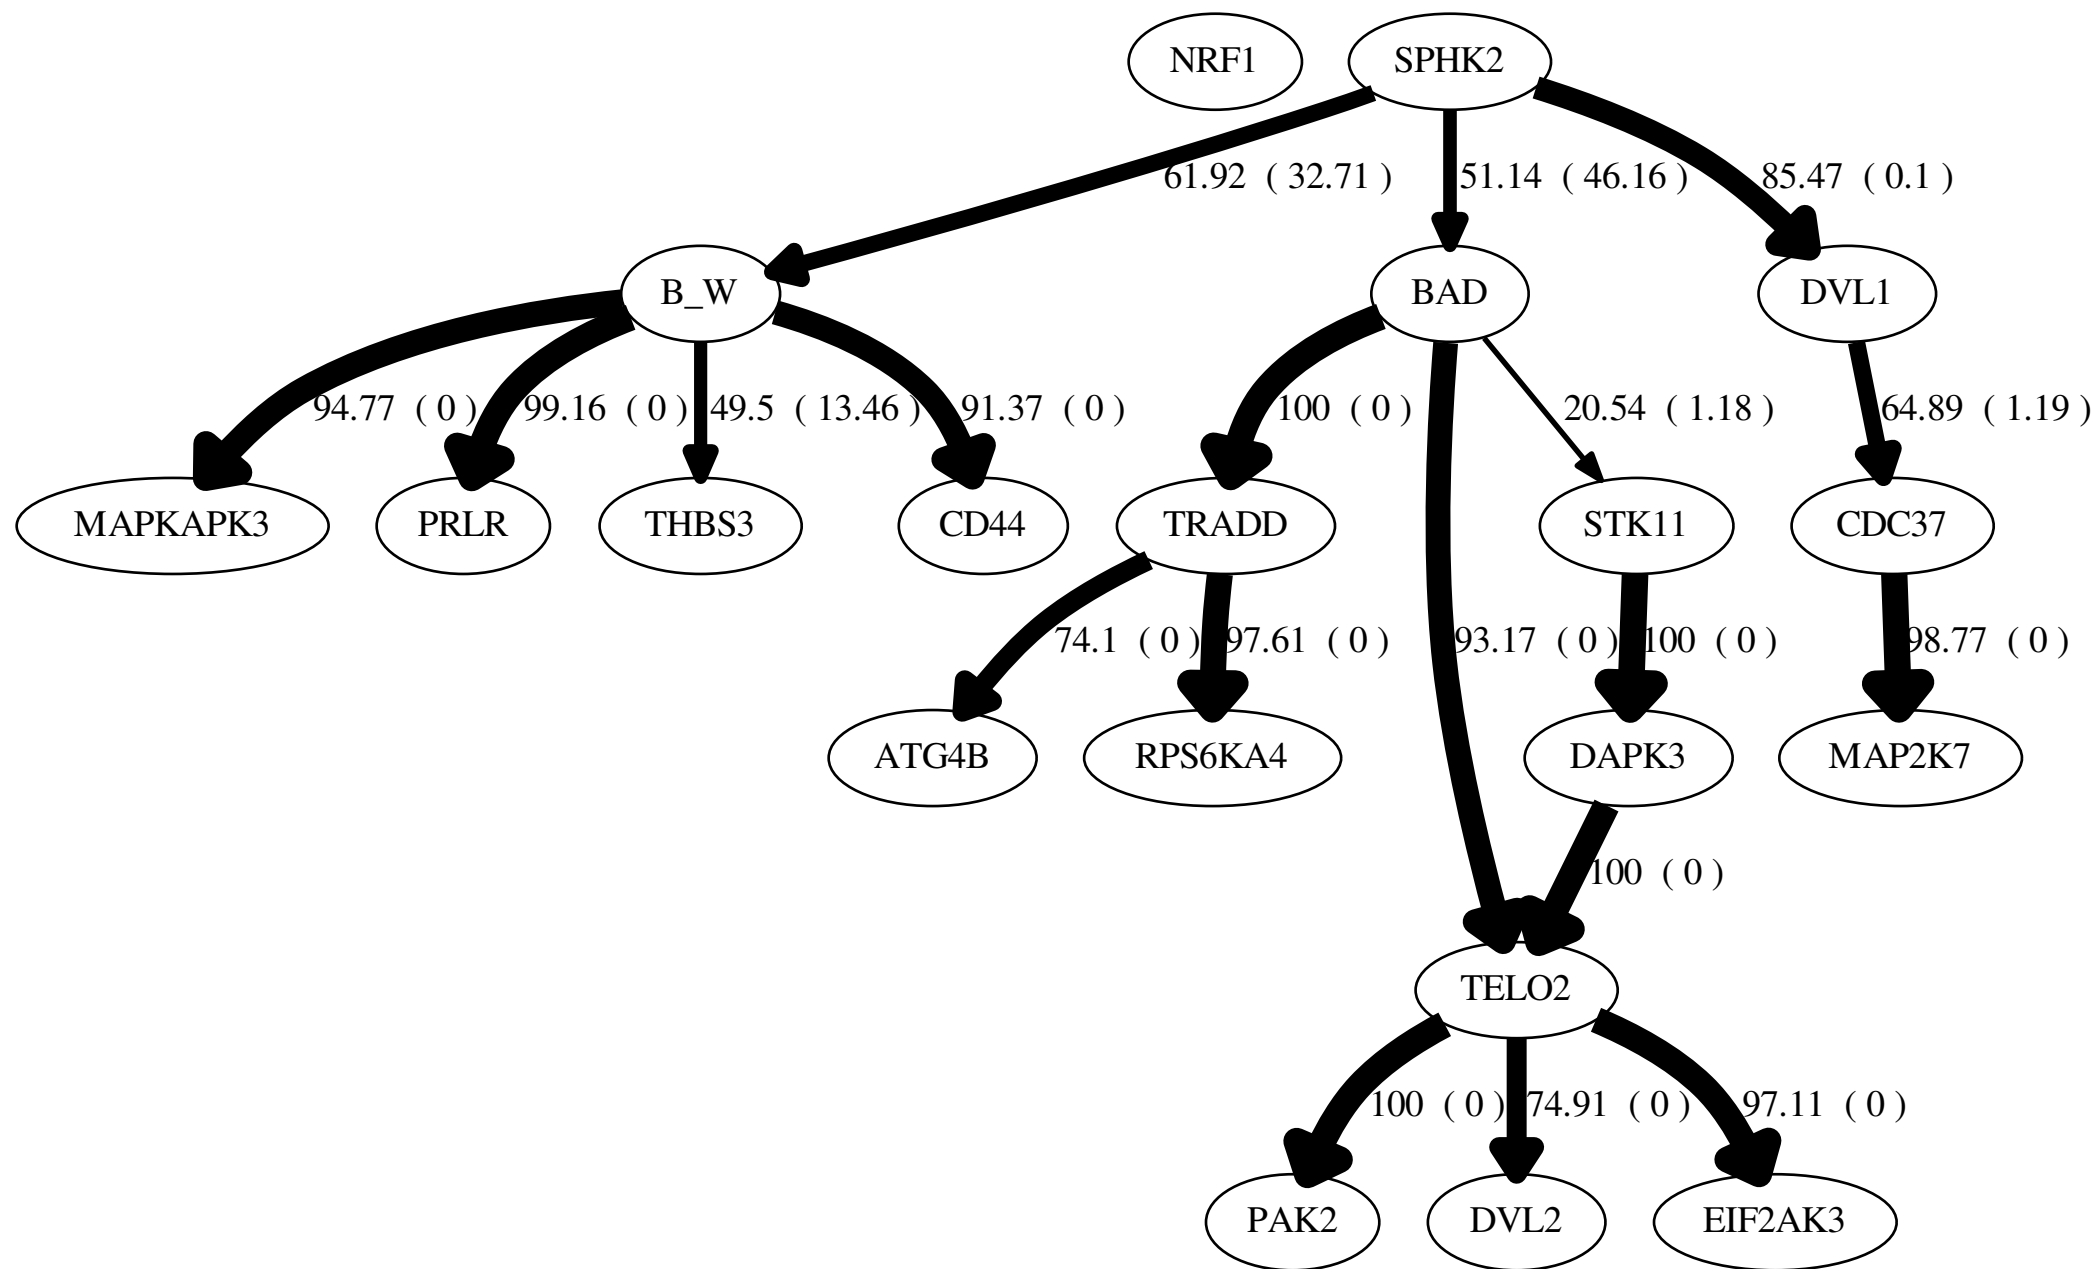 NRF1 SPHK2
61.92 ( 32.71 ) 51.14 ( 46.16 ) 85.47 ( 0.1 )
B_W BAD DVL1
94.77 ( 0 ) 99.16 ( 0 ) 49.5 ( 13.46 ) 91.37 ( 0 ) 100 ( 0 ) 20.54 ( 1.18 ) 64.89 ( 1.19 )
MAPKAPK3 PRLR THBS3 CD44 TRADD STK11 CDC37
74.1 ( 0 ) 97.61 ( 0 ) 93.17 ( 0 ) 100 ( 0 ) 98.77 ( 0 )
ATG4B RPS6KA4 DAPK3 MAP2K7
100 ( 0 )
TELO2
100 ( 0 ) 74.91 ( 0 ) 97.11 ( 0 )
PAK2 DVL2 EIF2AK3